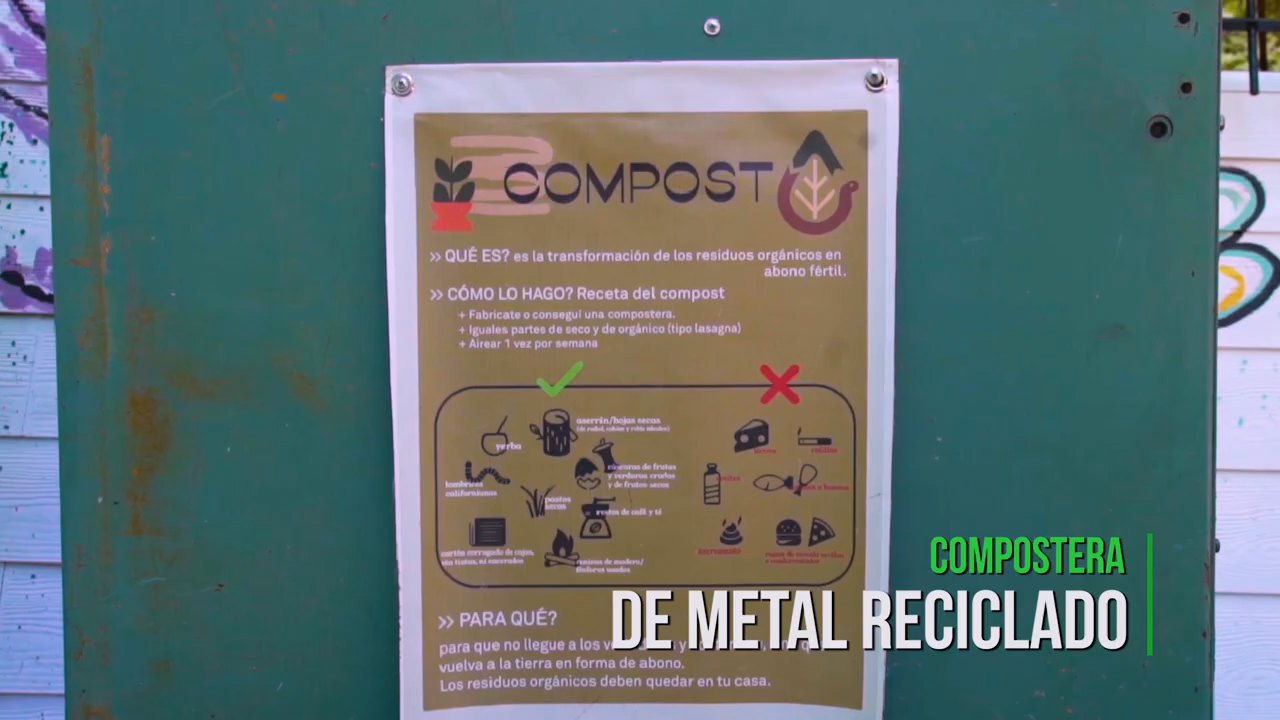 COMPOST
>> QUÉ ES? es la transformación de los residuos orgánicos en
abono fértil.
>> CÓMO LO HAGO? Receta del compost
+ Fabricate o conseguí una compostera.
+ Iguales partes de seco y de orgánico (tipo lasagna)
+ Airear 1 vez por semana
aserrín/hojas secas
yerba
cáscaras de frutas
y verduras crudas
y de frutos secos
lombrices
californianas
pastos
secos
restos de café y té
cartón corrugado de cajas,
sin tintas, ni encerados
cenizas de madera/
fósforos usados
COMPOSTERA
DE METAL RECICLADO
>> PARA QUÉ?
para que no llegue a los
vuelva a la tierra en forma de abono.
Los residuos orgánicos deben quedar en tu casa.